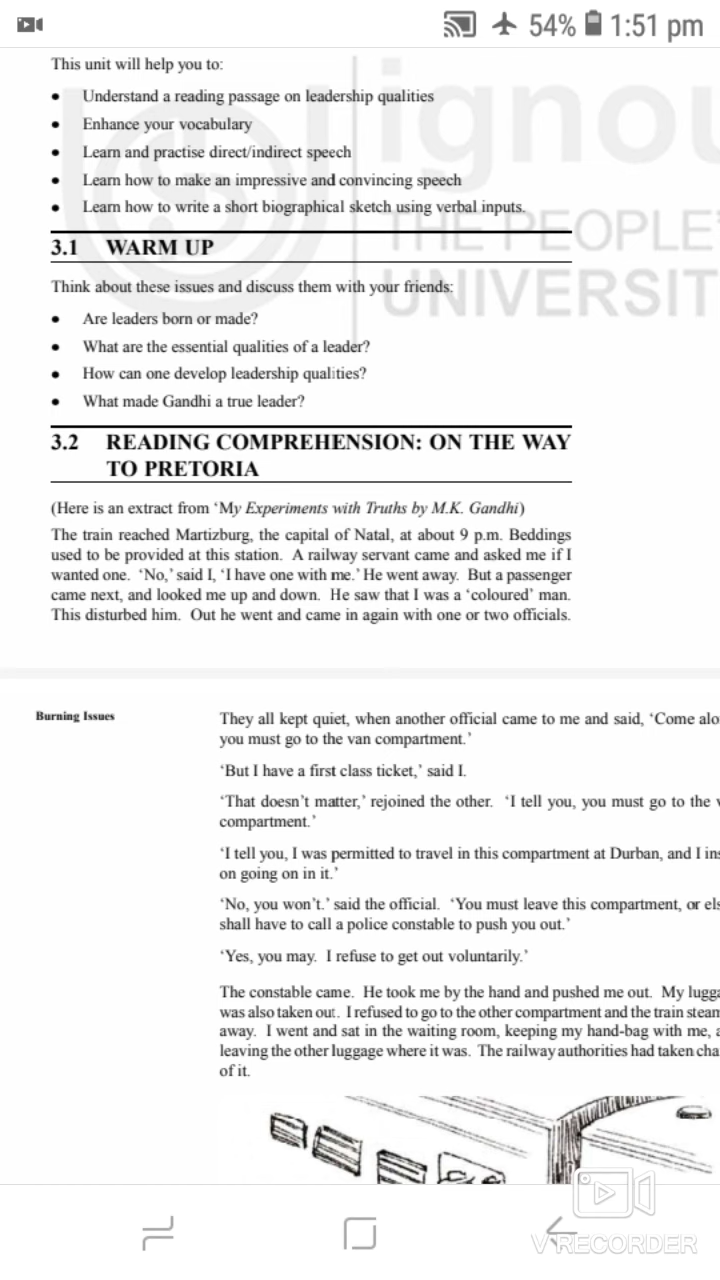 54% 1:51 pm
This unit will help you to:
• Understand a reading passage on leadership qualities
• Enhance your vocabulary
• Learn and practise direct/indirect speech
• Learn how to make an impressive and convincing speech
• Learn how to write a short biographical sketch using verbal inputs.
ignou
THE PEOPLE'
UNIVERSIT
3.1 WARM UP
Think about these issues and discuss them with your friends:
• Are leaders born or made?
• What are the essential qualities of a leader?
• How can one develop leadership qualities?
• What made Gandhi a true leader?
3.2 READING COMPREHENSION: ON THE WAY
TO PRETORIA
(Here is an extract from ‘My Experiments with Truths by M.K. Gandhi)
The train reached Martizburg, the capital of Natal, at about 9 p.m. Beddings
used to be provided at this station. A railway servant came and asked me if I
wanted one. ‘No,’ said I, ‘I have one with me.’ He went away. But a passenger
came next, and looked me up and down. He saw that I was a ‘coloured’ man.
This disturbed him. Out he went and came in again with one or two officials.
Burning Issues
They all kept quiet, when another official came to me and said, ‘Come alo
you must go to the van compartment.’
‘But I have a first class ticket,’ said I.
‘That doesn’t matter,’ rejoined the other. ‘I tell you, you must go to the v
compartment.’
‘I tell you, I was permitted to travel in this compartment at Durban, and I ins
on going on in it.’
‘No, you won’t.’ said the official. ‘You must leave this compartment, or els
shall have to call a police constable to push you out.’
‘Yes, you may. I refuse to get out voluntarily.’
The constable came. He took me by the hand and pushed me out. My lugga
was also taken out. I refused to go to the other compartment and the train steam
away. I went and sat in the waiting room, keeping my hand-bag with me, a
leaving the other luggage where it was. The railway authorities had taken cha
of it.
V RECORDER